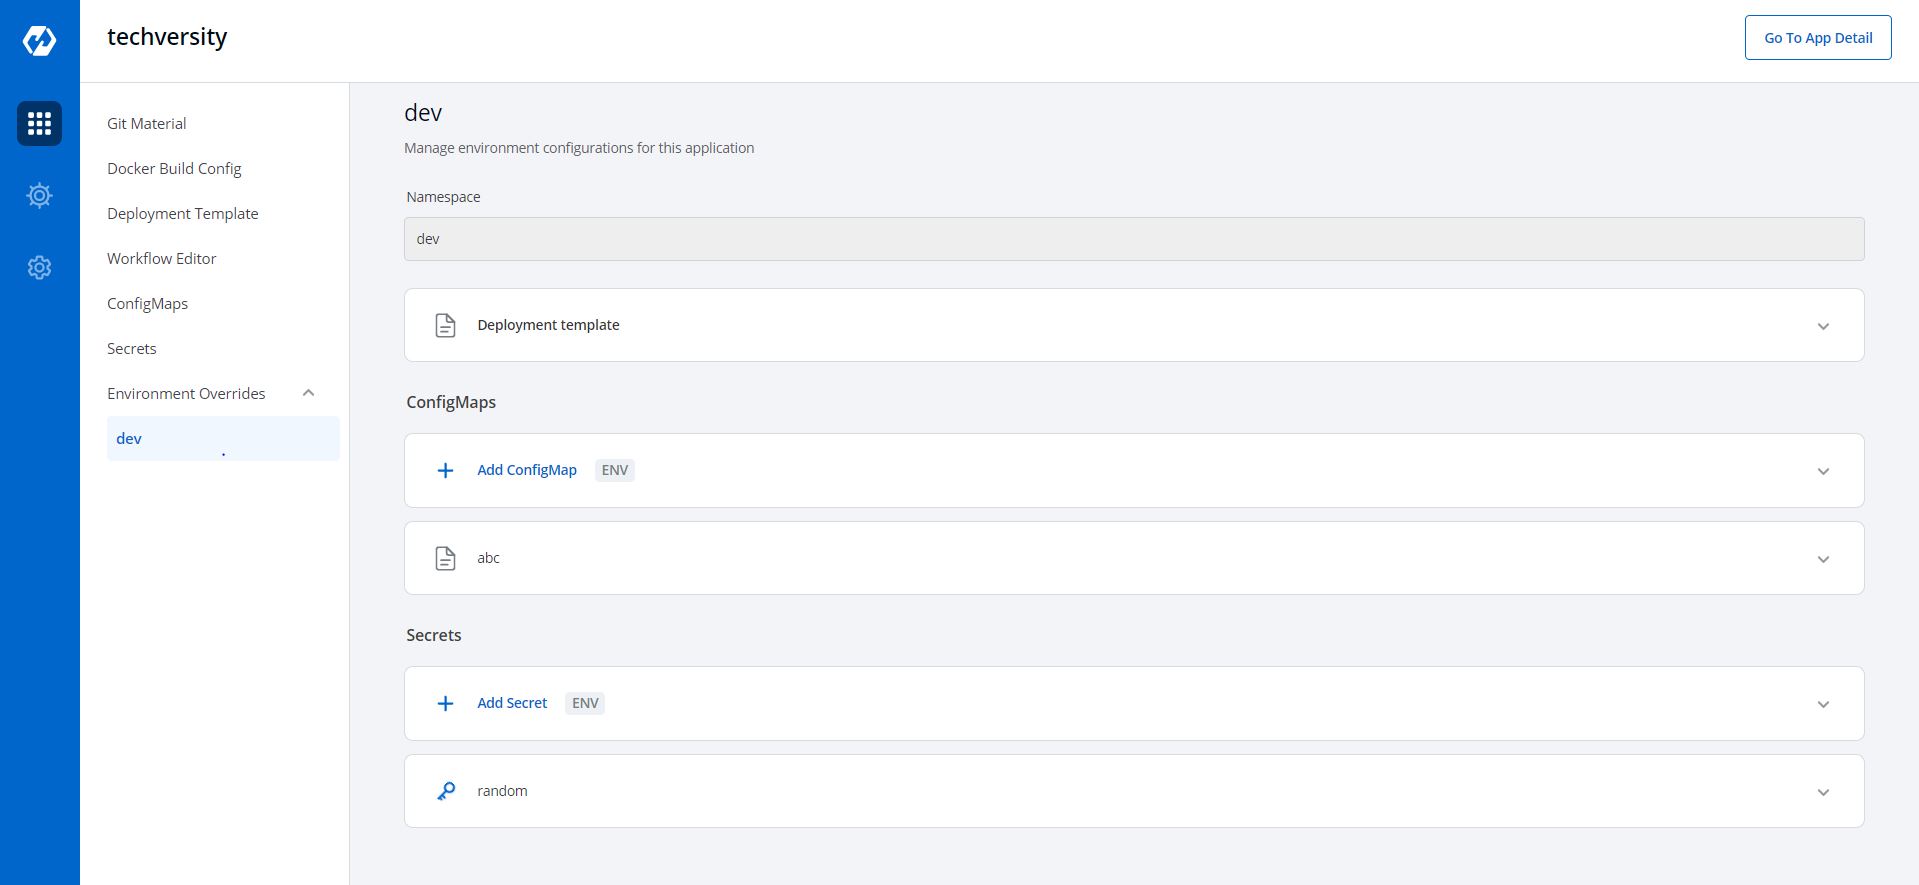 techversity
Go To App Detail
Git Material
Docker Build Config
Deployment Template
Workflow Editor
ConfigMaps
Secrets
Environment Overrides
dev
dev
Manage environment configurations for this application
Namespace
dev
Deployment template
ConfigMaps
Add ConfigMap ENV
abc
Secrets
Add Secret ENV
random